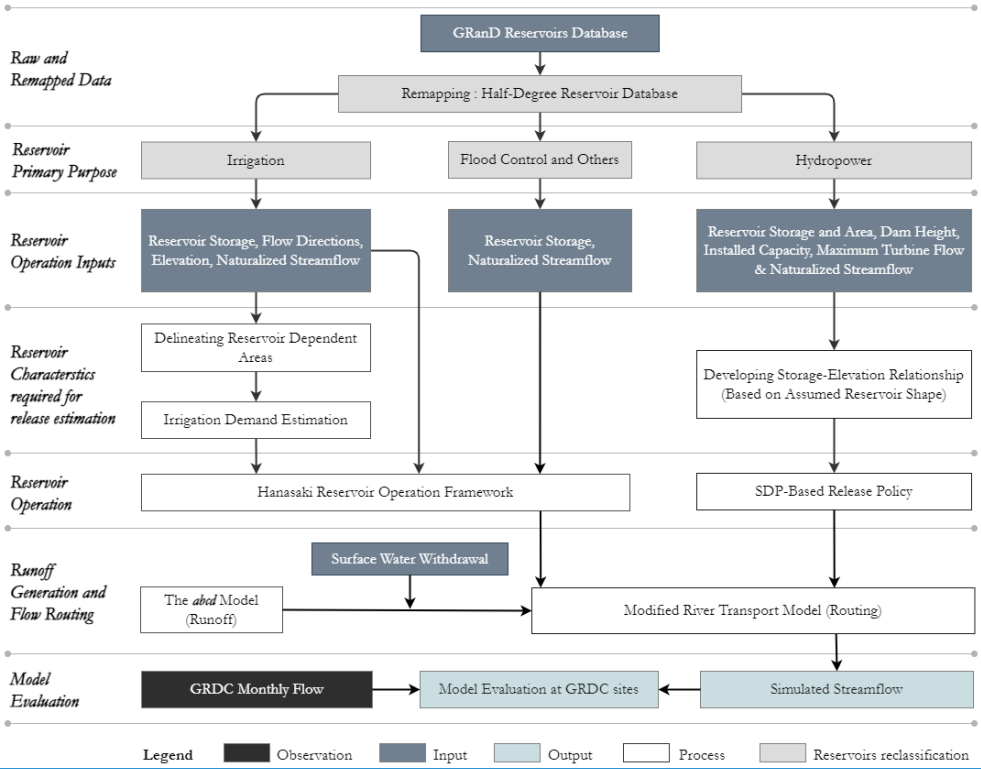 GRanD Reservoirs Database
Raw and
Remapped Data
Remapping : Half-Degree Reservoir Database
Reservoir
Primary Purpose
Irrigation
Flood Control and Others
Hydropower
Reservoir
Operation Inputs
Reservoir Storage, Flow Directions,
Elevation, Naturalized Streamflow
Reservoir Storage,
Naturalized Streamflow
Reservoir Storage and Area, Dam Height,
Installed Capacity, Maximum Turbine Flow
& Naturalized Streamflow
Reservoir
Characterstics
required for
release estimation
Delineating Reservoir Dependent
Areas
Irrigation Demand Estimation
Developing Storage-Elevation Relationship
(Based on Assumed Reservoir Shape)
Reservoir
Operation
Hanasaki Reservoir Operation Framework
SDP-Based Release Policy
Runoff
Generation and
Flow Routing
Surface Water Withdrawal
The abcd Model
(Runoff)
Modified River Transport Model (Routing)
Model
Evaluation
GRDC Monthly Flow
Model Evaluation at GRDC sites
Simulated Streamflow
Legend
Observation
Input
Output
Process
Reservoirs reclassification